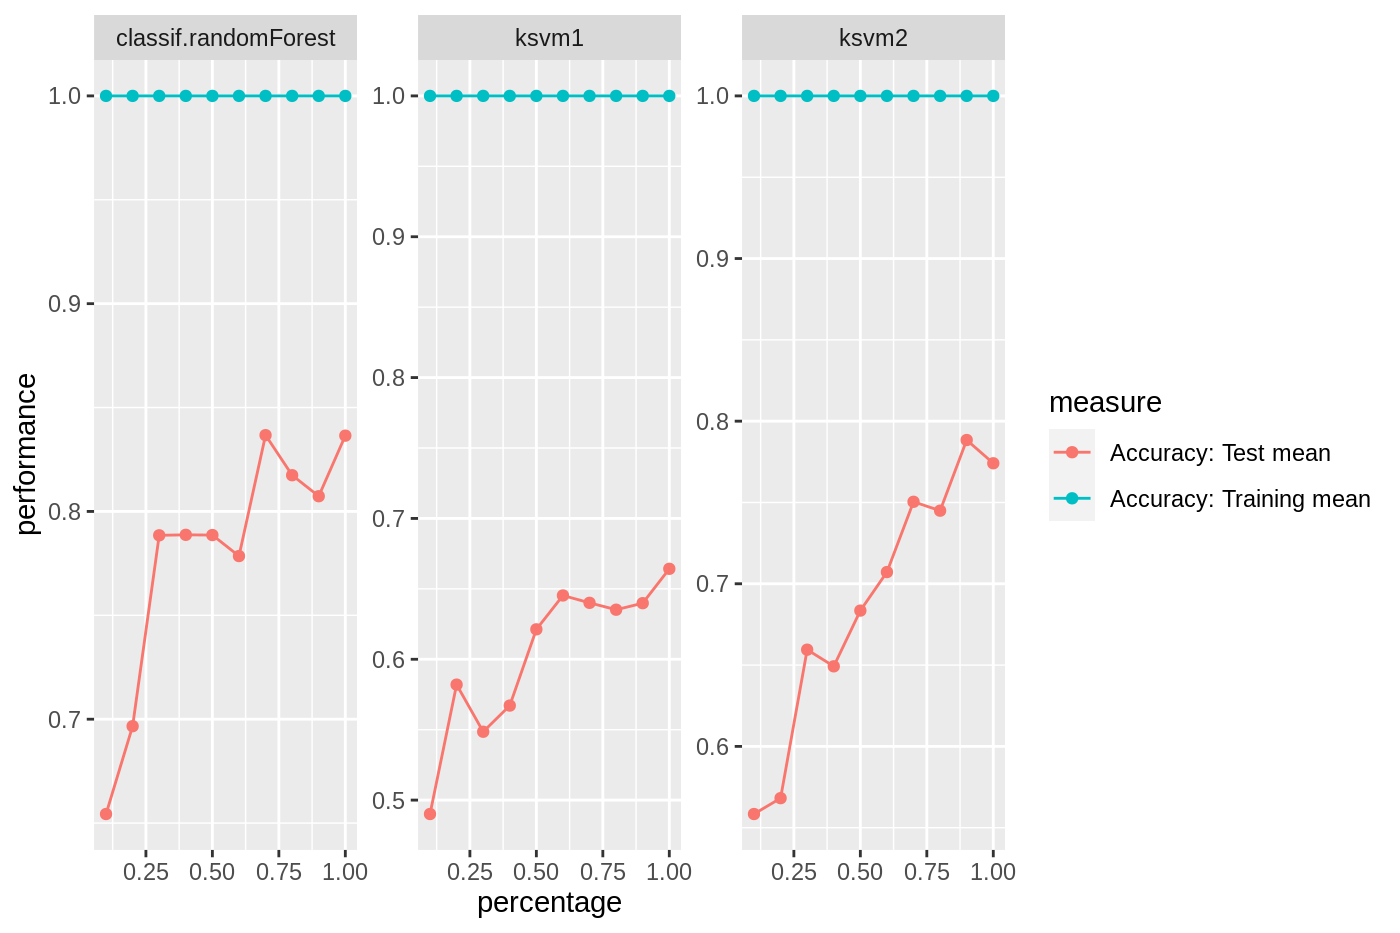 classif.randomForest
ksvm1
ksvm2
performance
1.0
0.9
0.8
0.7
1.0
0.9
0.8
0.7
0.6
0.5
1.0
0.9
0.8
0.7
0.6
0.25 0.50 0.75 1.00
0.25 0.50 0.75 1.00
0.25 0.50 0.75 1.00
percentage
measure
Accuracy: Test mean
Accuracy: Training mean